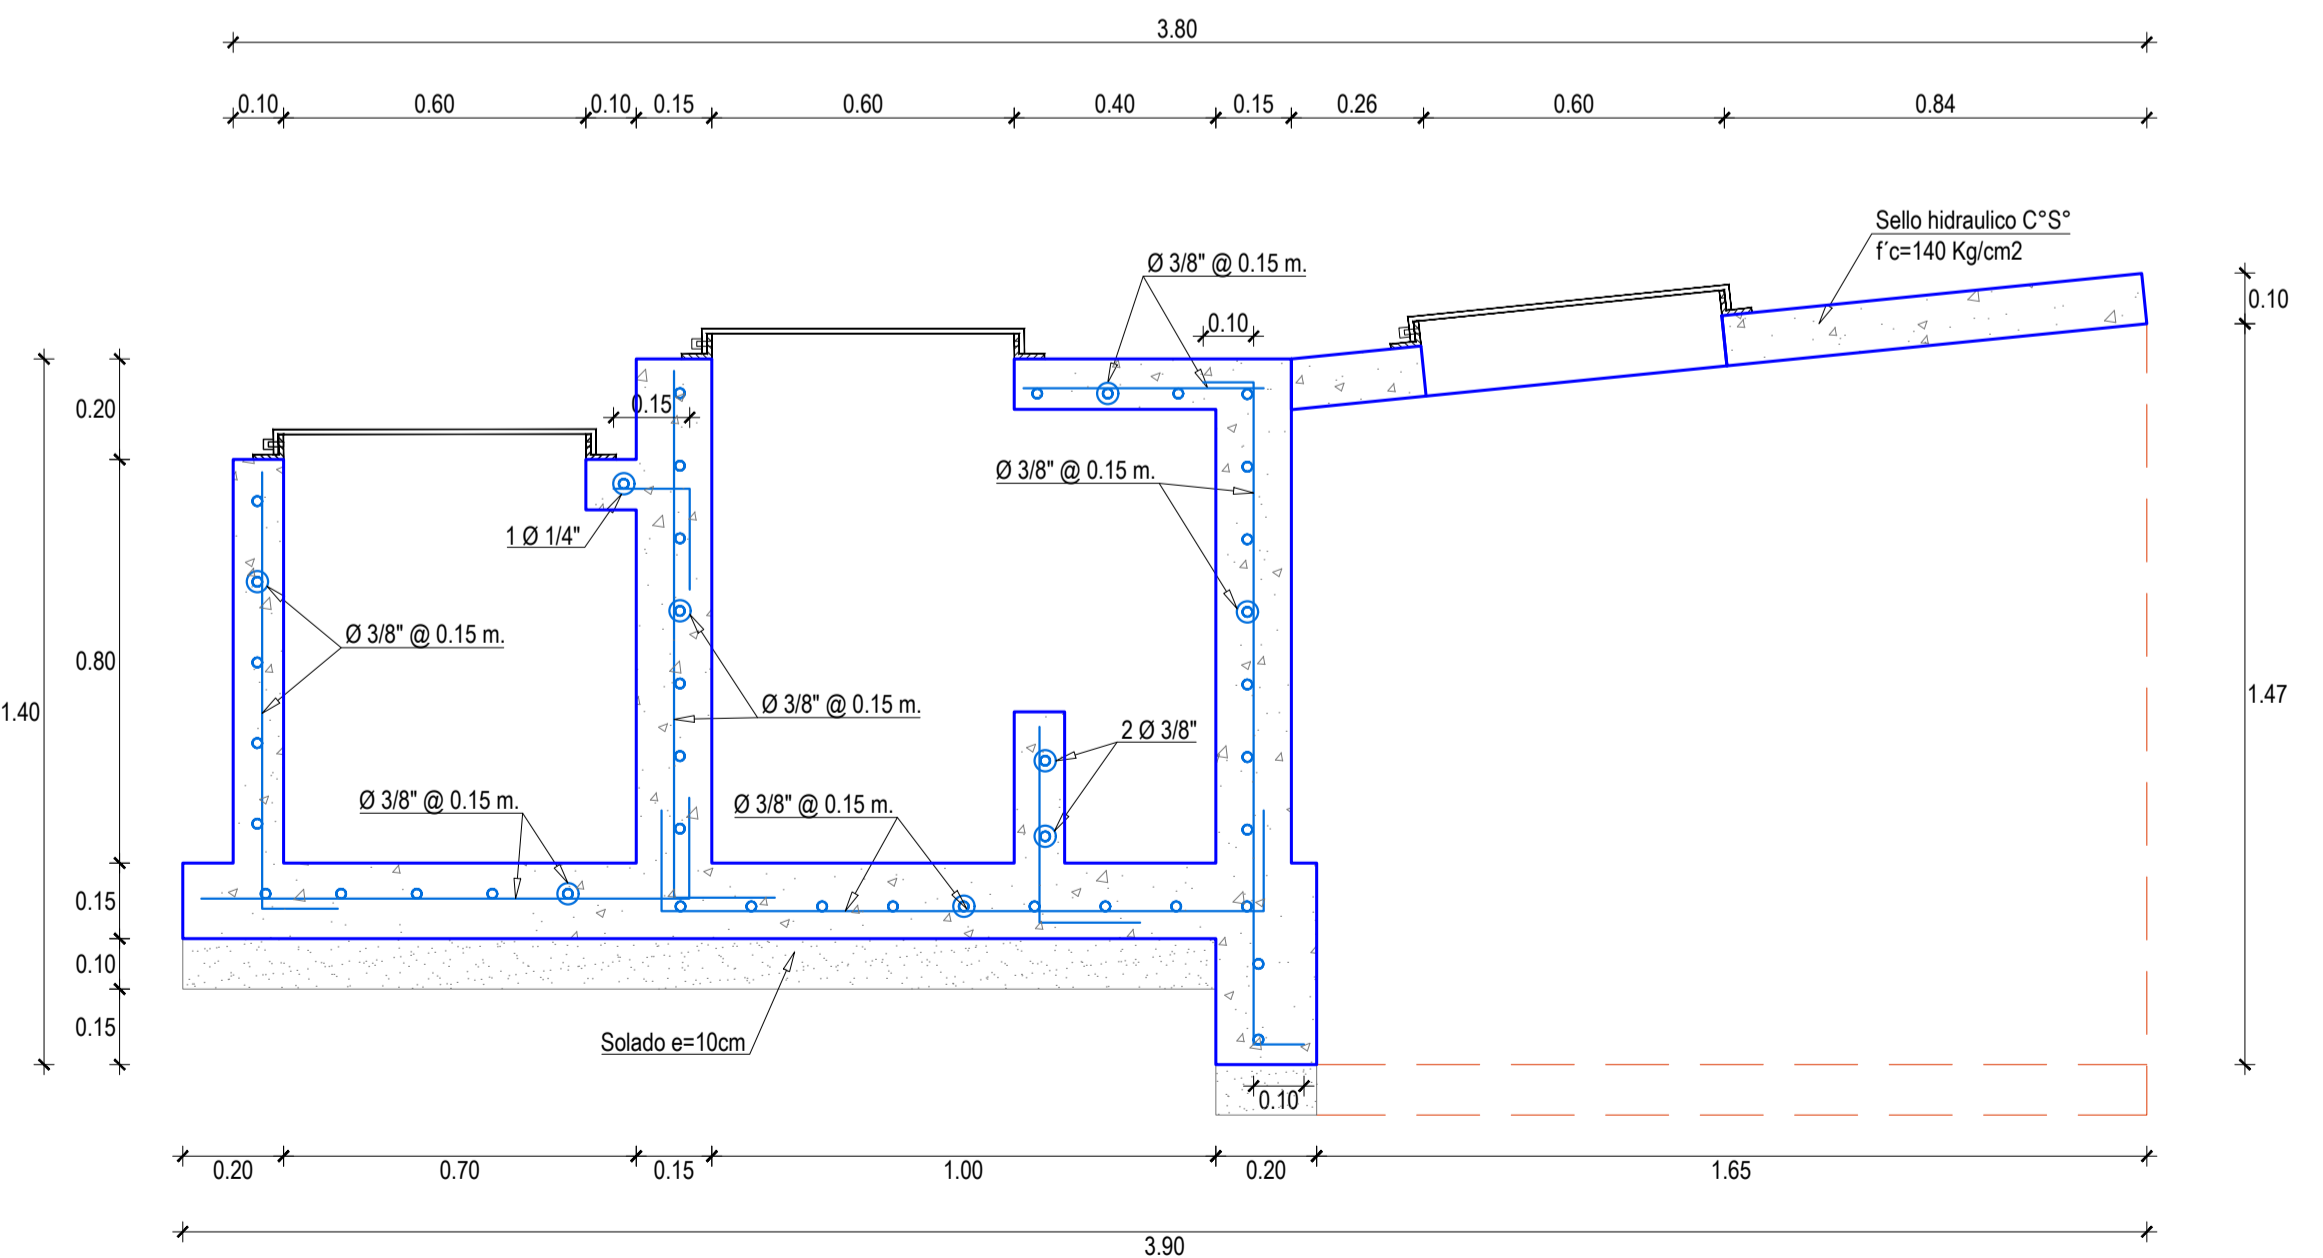 3.80
0.10 0.60 0.10 0.15 0.60 0.40 0.15 0.26 0.60 0.84
Sello hidraulico C°S°
f´c=140 Kg/cm2
Ø 3/8" @ 0.15 m.
0.10
0.10
0.20
0.15
Ø 3/8" @ 0.15 m.
1 Ø 1/4"
Ø 3/8" @ 0.15 m.
0.80
1.40
1.47
Ø 3/8" @ 0.15 m.
2 Ø 3/8"
Ø 3/8" @ 0.15 m.
Ø 3/8" @ 0.15 m.
0.15
0.10
0.15
Solado e=10cm
0.10
0.20 0.70 0.15 1.00 0.20 1.65
3.90